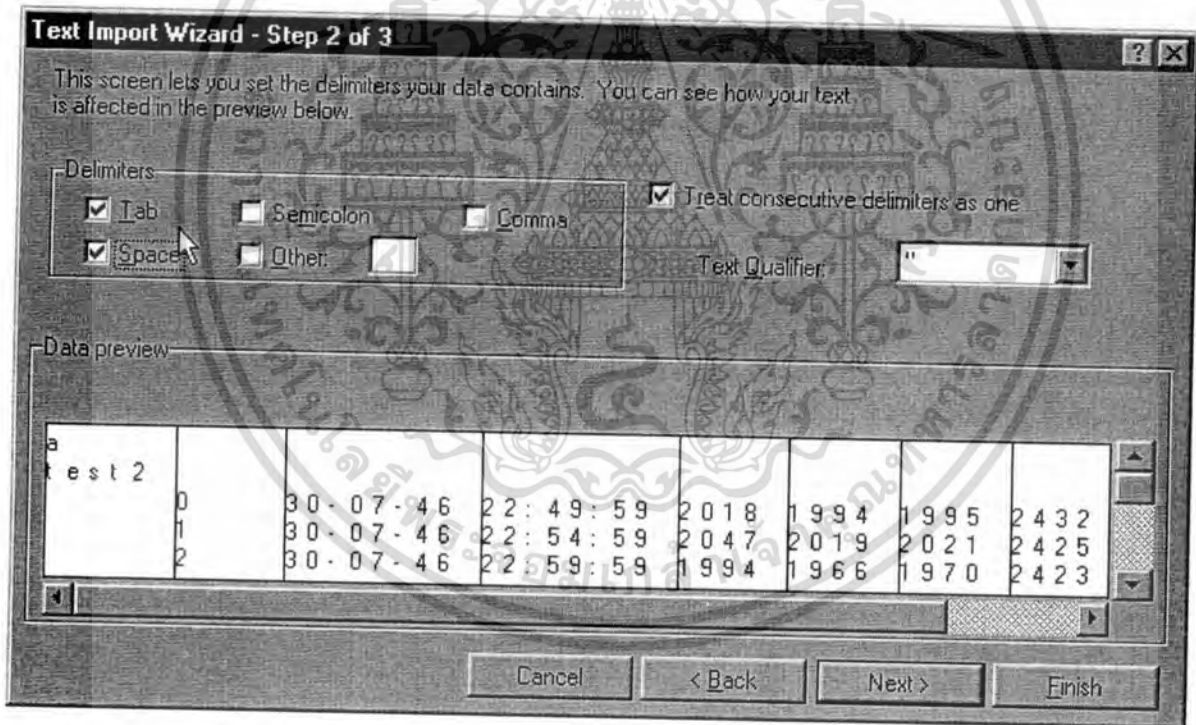 Text Import Wizard - Step 2 of 3
This screen lets you set the delimiters your data contains. You can see how your text
is affected in the preview below.
Delimiters
Tab Semicolon Comma
Space Other:
Treat consecutive delimiters as one
Text Qualifier: "
Data preview
a
test2
0 30-07-46 22:49:59 2018 1994 1995 2432
1 30-07-46 22:54:59 2047 2019 2021 2425
2 30-07-46 22:59:59 1994 1966 1970 2423
Cancel < Back Next > Finish